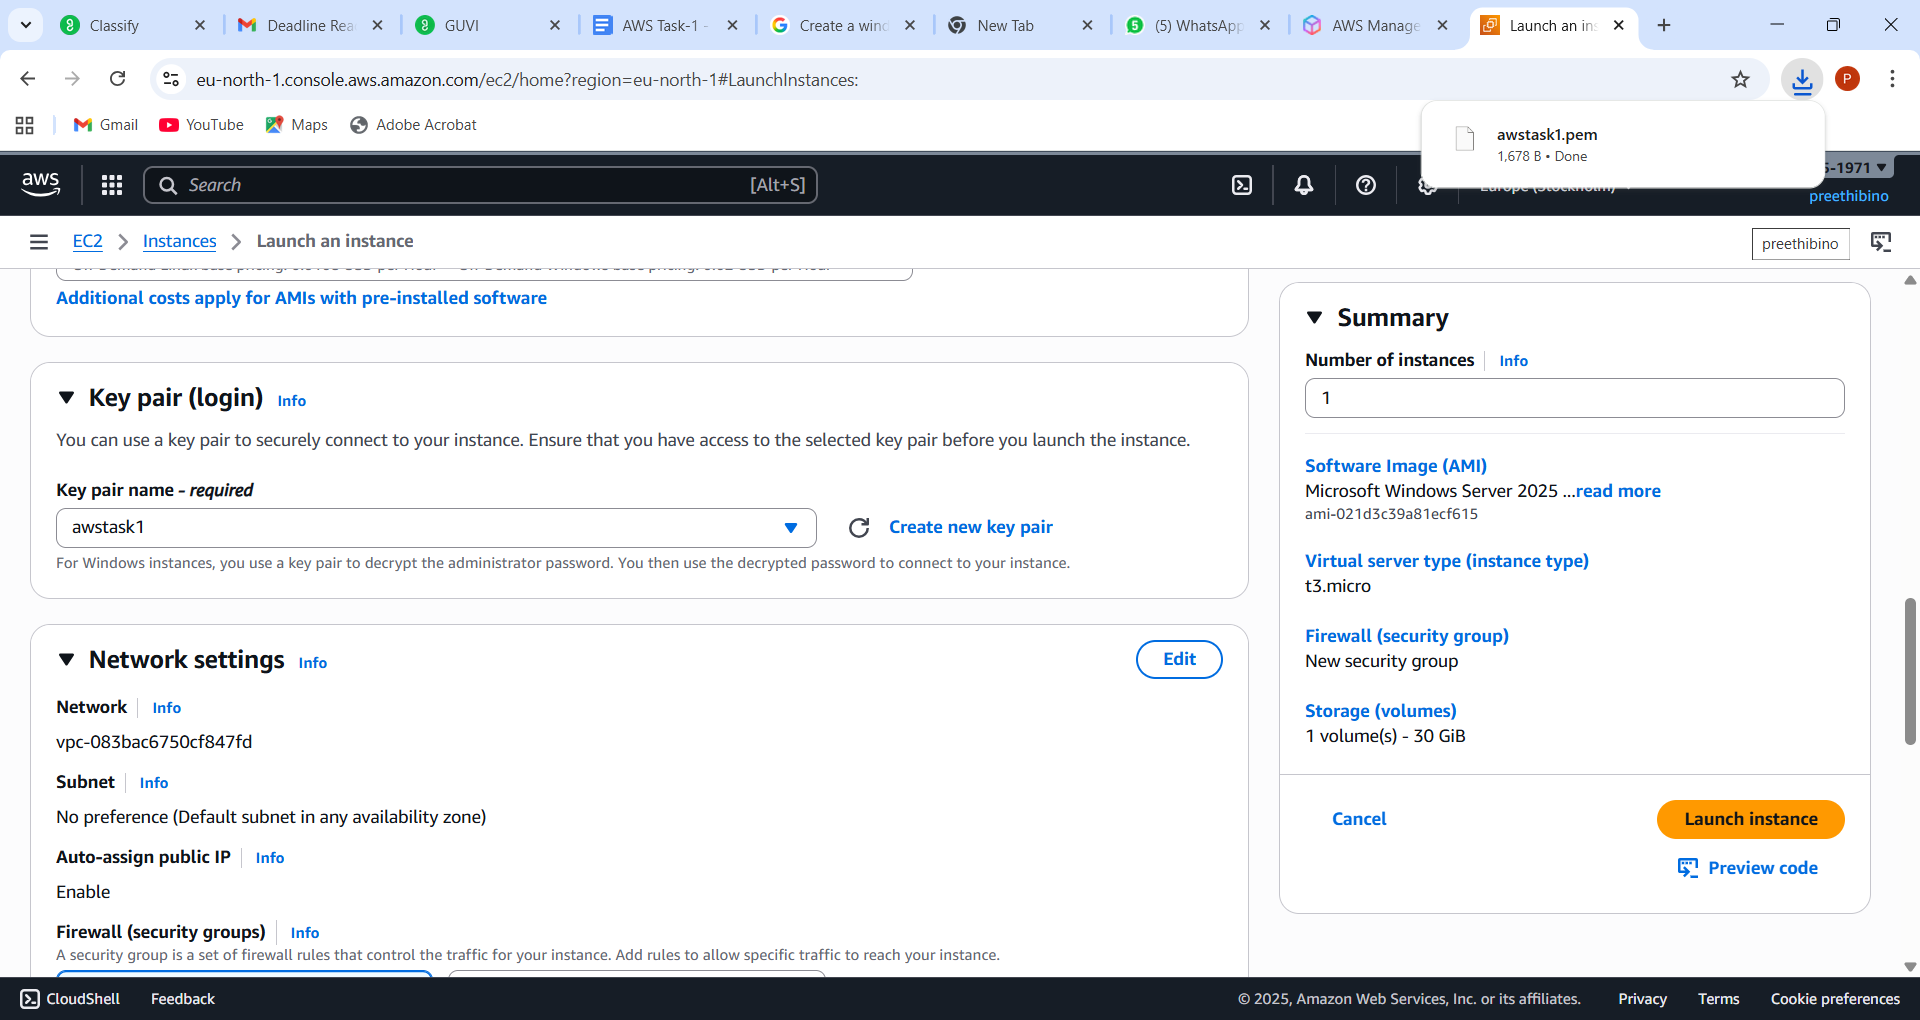 Classify
Deadline Rea
GUVI
AWS Task-1 -
Create a wind
New Tab
(5) WhatsApp
AWS Manage
Launch an ins
eu-north-1.console.aws.amazon.com/ec2/home?region=eu-north-1#LaunchInstances:
P
Gmail
YouTube
Maps
Adobe Acrobat
awstask1.pem
1,678 B • Done
aws
Search
[Alt+S]
5-1971
Europe (Stockholm)
preethibino
EC2
Instances
Launch an instance
preethibino
Additional costs apply for AMIs with pre-installed software
Key pair (login)
Info
You can use a key pair to securely connect to your instance. Ensure that you have access to the selected key pair before you launch the instance.
Key pair name - required
awstask1
Create new key pair
For Windows instances, you use a key pair to decrypt the administrator password. You then use the decrypted password to connect to your instance.
Network settings
Info
Edit
Network
Info
vpc-083bac6750cf847fd
Subnet
Info
No preference (Default subnet in any availability zone)
Auto-assign public IP
Info
Enable
Firewall (security groups)
Info
A security group is a set of firewall rules that control the traffic for your instance. Add rules to allow specific traffic to reach your instance.
Summary
Number of instances
Info
1
Software Image (AMI)
Microsoft Windows Server 2025 ...read more
ami-021d3c39a81ecf615
Virtual server type (instance type)
t3.micro
Firewall (security group)
New security group
Storage (volumes)
1 volume(s) - 30 GiB
Cancel
Launch instance
Preview code
CloudShell
Feedback
© 2025, Amazon Web Services, Inc. or its affiliates.
Privacy
Terms
Cookie preferences